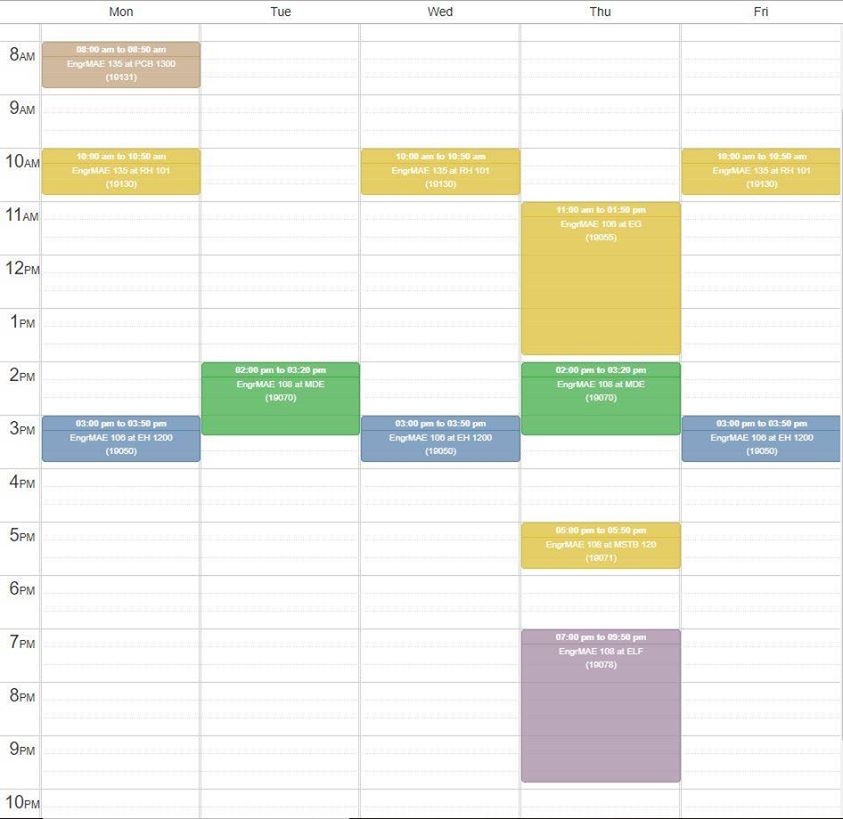 Mon Tue Wed Thu Fri
8AM
08:00 am to 08:50 am
EngrMAE 135 at PCB 1300
(19131)
9AM
10AM
10:00 am to 10:50 am
EngrMAE 135 at RH 101
(19130)
10:00 am to 10:50 am
EngrMAE 135 at RH 101
(19130)
10:00 am to 10:50 am
EngrMAE 135 at RH 101
(19130)
11AM
11:00 am to 01:50 pm
EngrMAE 106 at EG
(19055)
12PM
1PM
2PM
02:00 pm to 03:20 pm
EngrMAE 108 at MDE
(19070)
02:00 pm to 03:20 pm
EngrMAE 108 at MDE
(19070)
3PM
03:00 pm to 03:50 pm
EngrMAE 106 at EH 1200
(19050)
03:00 pm to 03:50 pm
EngrMAE 106 at EH 1200
(19050)
03:00 pm to 03:50 pm
EngrMAE 106 at EH 1200
(19050)
4PM
5PM
05:00 pm to 05:50 pm
EngrMAE 108 at MSTB 120
(19071)
6PM
7PM
07:00 pm to 09:50 pm
EngrMAE 108 at ELF
(19078)
8PM
9PM
10PM